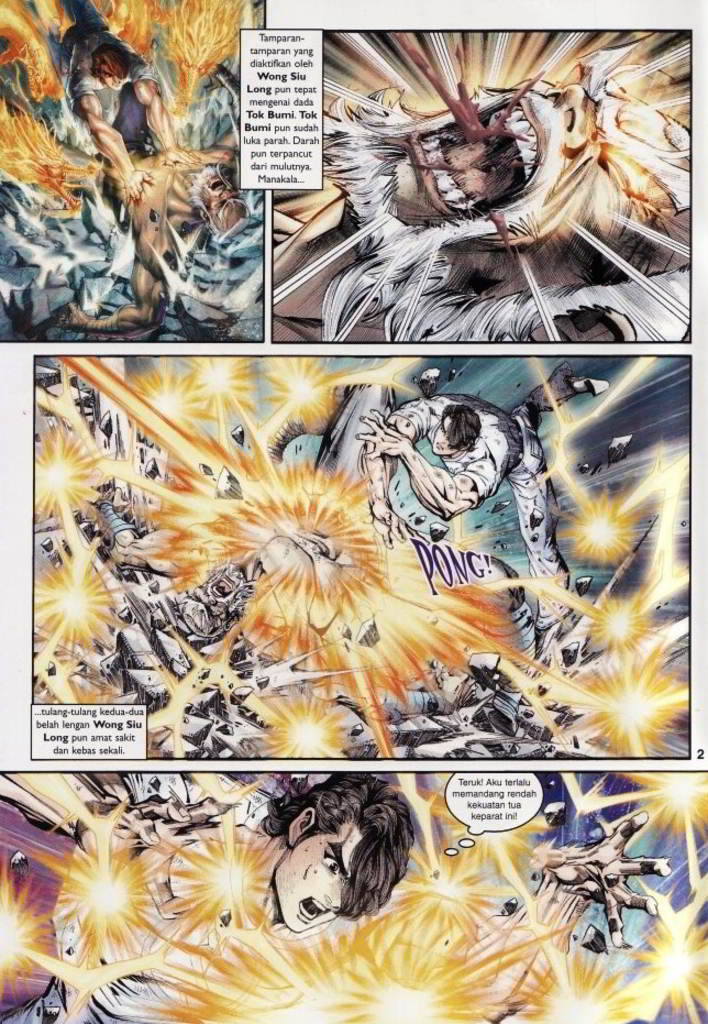 Tamparan-
tamparan yang
diaktifkan oleh
Wong Siu
Long pun tepat
mengenai dada
Tok Bumi. Tok
Bumi pun sudah
luka parah. Darah
pun terpancut
dari mulutnya.
Manakala...
PONG!
...tulang-tulang kedua-dua
belah lengan Wong Siu
Long pun amat sakit
dan kebas sekali.
2
Teruk! Aku terlalu
memandang rendah
kekuatan tua
keparat ini!